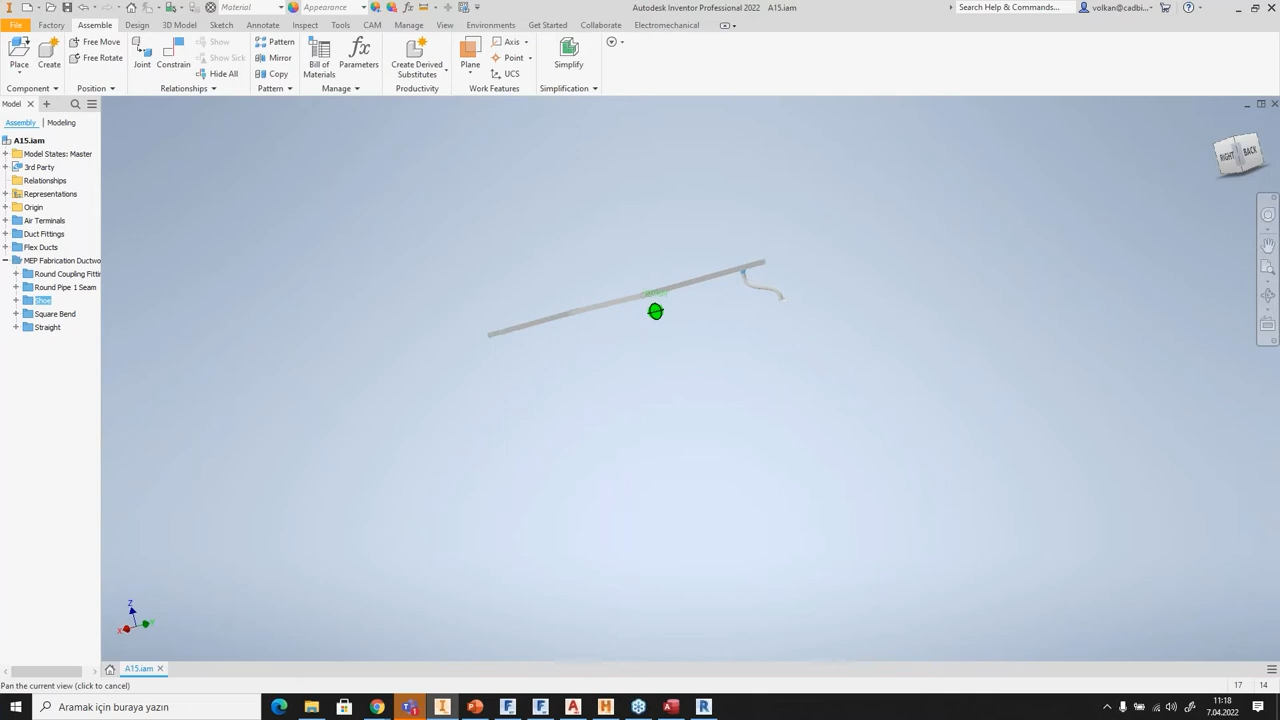 Material
Appearance
Autodesk Inventor Professional 2022 A15.iam
Search Help & Commands...
volkan@cadbi...
File
Factory
Assemble
Design
3D Model
Sketch
Annotate
Inspect
Tools
CAM
Manage
View
Environments
Get Started
Collaborate
Electromechanical
Place
Create
Free Move
Free Rotate
Joint
Constrain
Show
Show Sick
Hide All
Pattern
Mirror
Copy
Bill of Materials
Parameters
Create Derived Substitutes
Plane
Axis
Point
UCS
Simplify
Component
Position
Relationships
Pattern
Manage
Productivity
Work Features
Simplification
Model
Assembly
Modeling
A15.iam
Model States: Master
3rd Party
Relationships
Representations
Origin
Air Terminals
Duct Fittings
Flex Ducts
MEP Fabrication Ductwo
Round Coupling Fittin
Round Pipe 1 Seam
Shoe
Square Bend
Straight
RIGHT
BACK
Z
X
Y
A15.iam
Pan the current view (click to cancel)
17
14
Aramak için buraya yazın
11:18
7.04.2022